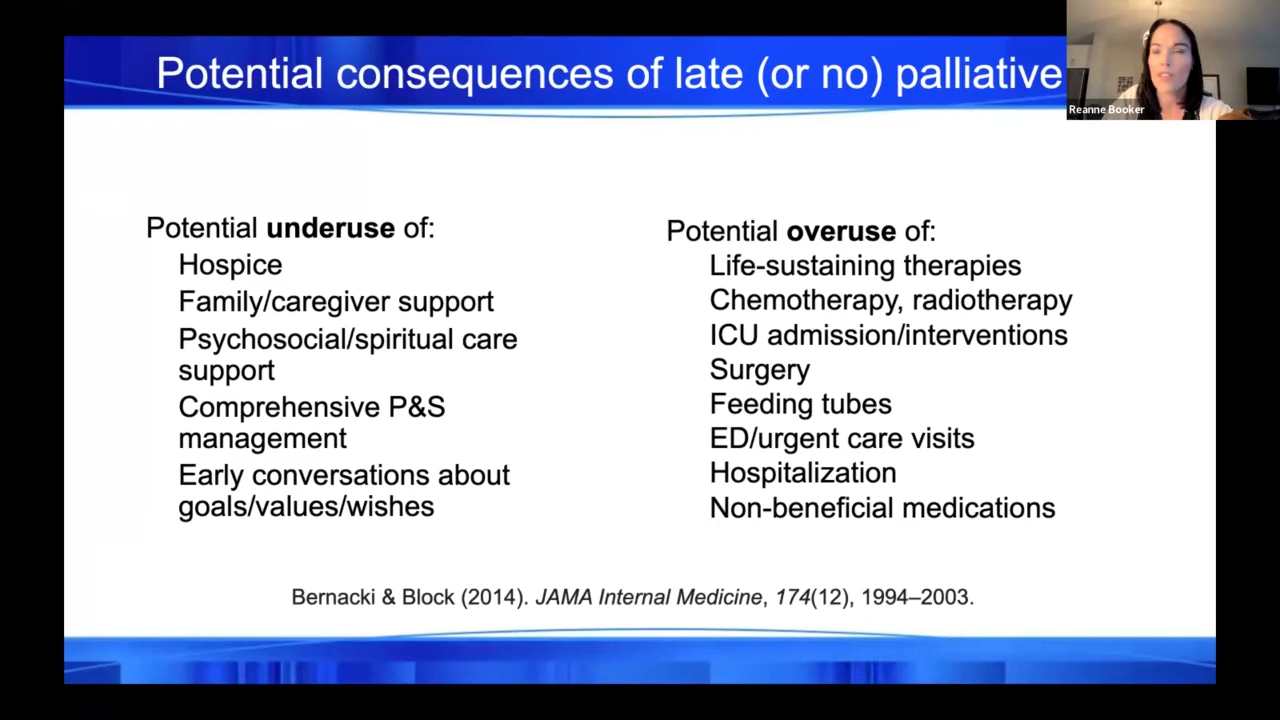 Potential consequences of late (or no) palliative
Reanne Booker
Potential underuse of:
Hospice
Family/caregiver support
Psychosocial/spiritual care
support
Comprehensive P&S
management
Early conversations about
goals/values/wishes
Potential overuse of:
Life-sustaining therapies
Chemotherapy, radiotherapy
ICU admission/interventions
Surgery
Feeding tubes
ED/urgent care visits
Hospitalization
Non-beneficial medications
Bernacki & Block (2014). JAMA Internal Medicine, 174(12), 1994–2003.